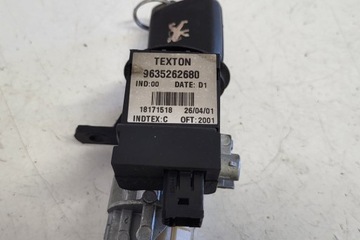 TEXTON
9635262680
IND:00 DATE: D1
18171518 26/04/01
INDTEX:C OFT: 2001